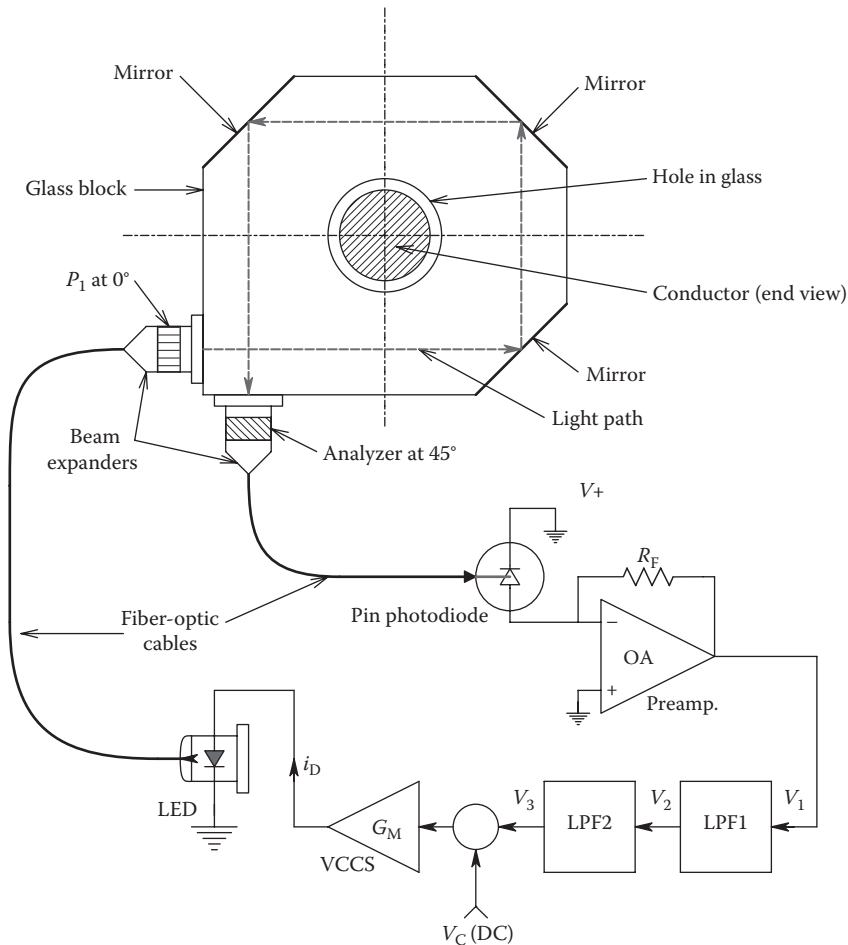 Mirror
Mirror
Glass block
Hole in glass
P1 at 0°
Conductor (end view)
Mirror
Light path
Beam
expanders
Analyzer at 45°
V+
RF
Pin photodiode
Fiber-optic
cables
−
OA
+
Preamp.
iD
LED
GM
VCCS
V3
LPF2
V2
LPF1
V1
VC (DC)